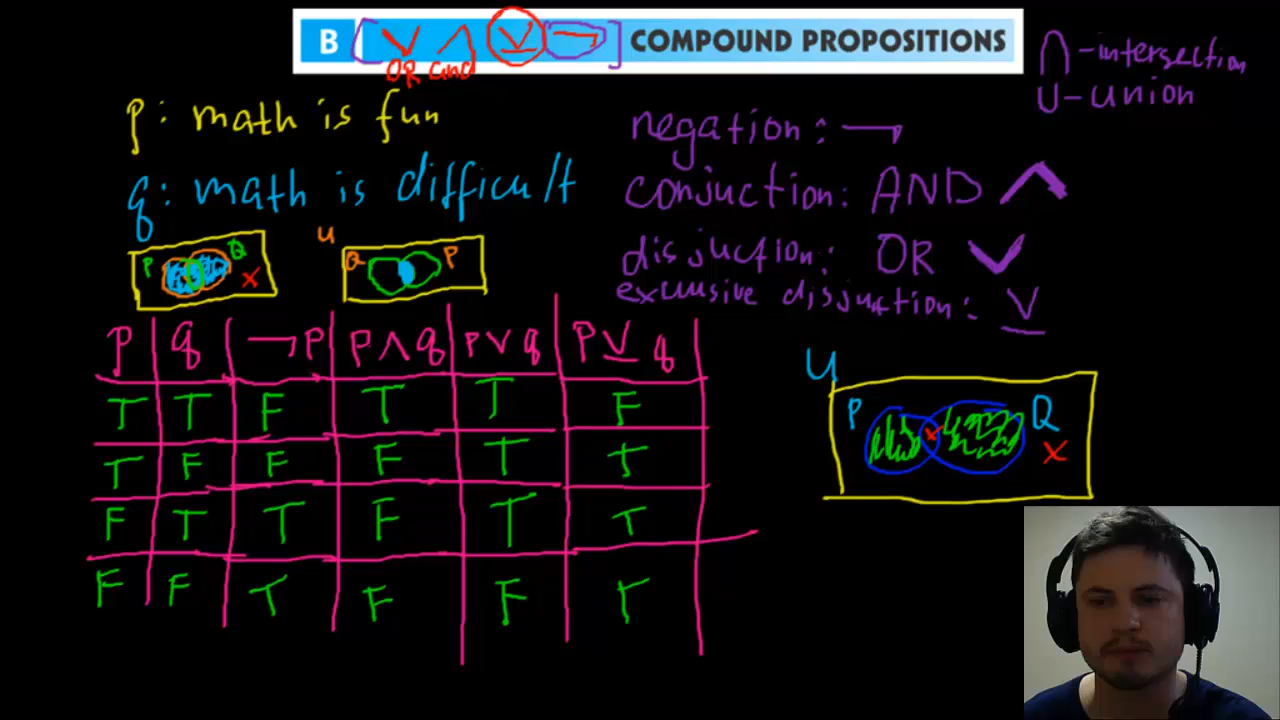 B [ ∨ ∧ ⊻ ¬ ] COMPOUND PROPOSITIONS
OR and
∩ - intersection
U - union
p: math is fun
q: math is difficult
negation: ¬
conjuction: AND ∧
disjuction: OR ∨
exclusive disjuction: ⊻
P Q X
U Q P
p q ¬p p∧q p∨q p⊻q
T T F T T F
T F F F T T
F T T F T T
F F T F F F
U
P X Q
X